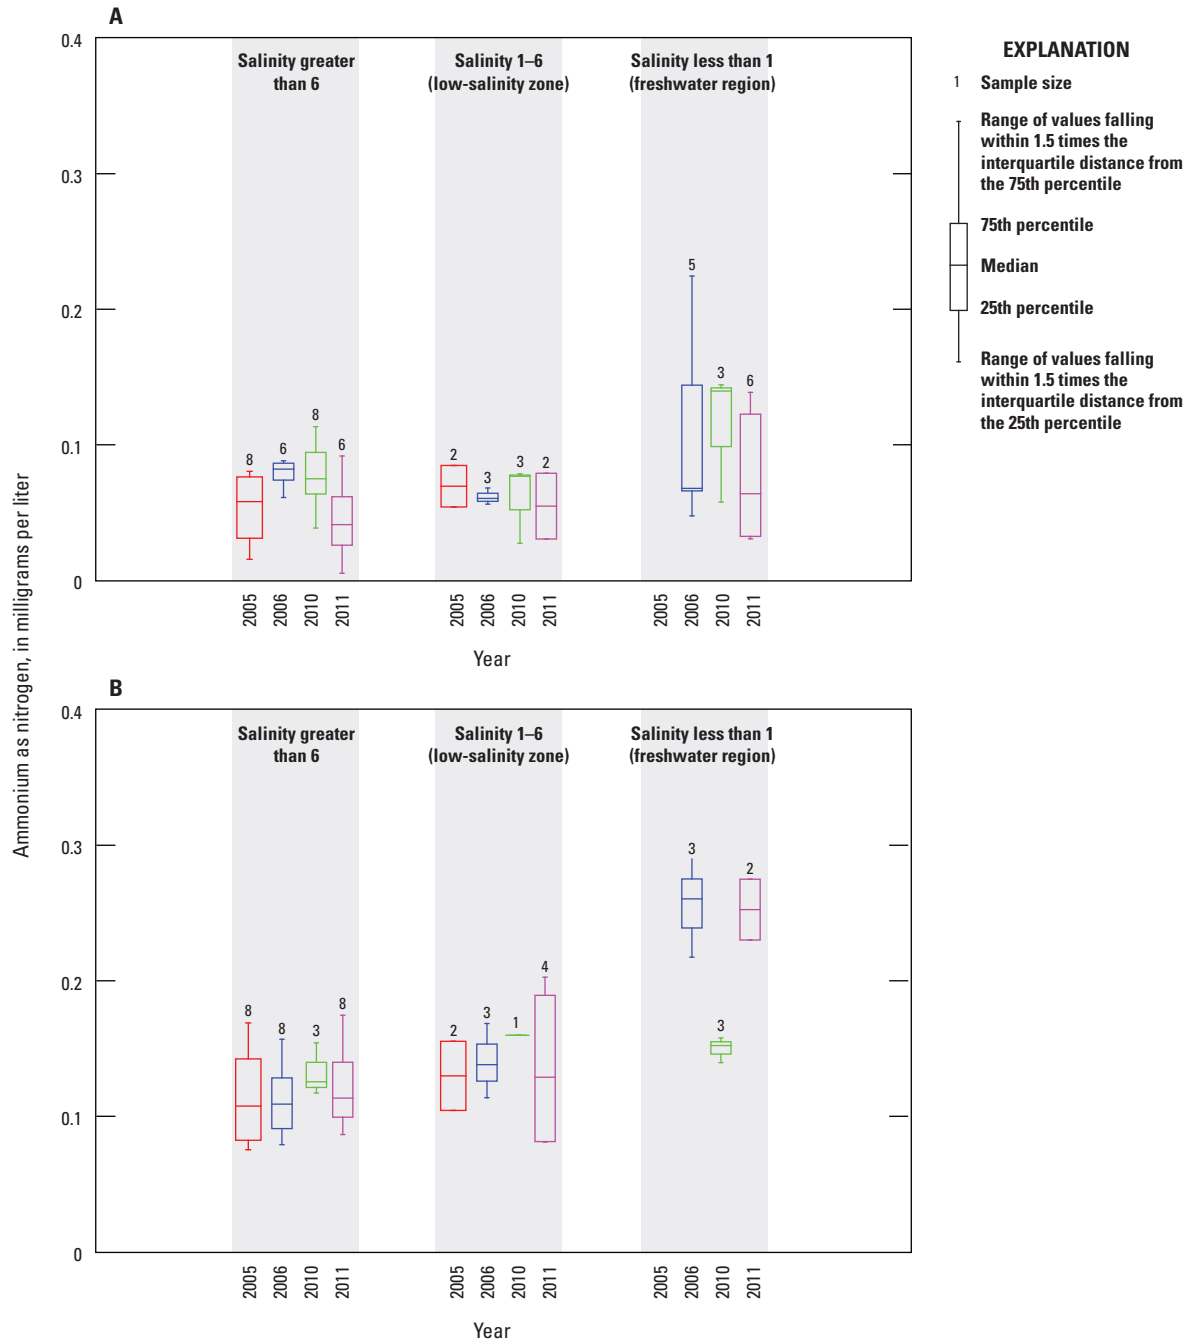 A
0.4
Salinity greater
than 6
Salinity 1–6
(low-salinity zone)
Salinity less than 1
(freshwater region)
0.3
0.2
0.1
0
8
6
8
6
2
3
3
2
5
3
6
2005
2006
2010
2011
2005
2006
2010
2011
2005
2006
2010
2011
Year
EXPLANATION
1 Sample size
Range of values falling
within 1.5 times the
interquartile distance from
the 75th percentile
75th percentile
Median
25th percentile
Range of values falling
within 1.5 times the
interquartile distance from
the 25th percentile
Ammonium as nitrogen, in milligrams per liter
B
0.4
Salinity greater
than 6
Salinity 1–6
(low-salinity zone)
Salinity less than 1
(freshwater region)
0.3
0.2
0.1
0
8
8
3
8
2
3
1
4
3
3
2
2005
2006
2010
2011
2005
2006
2010
2011
2005
2006
2010
2011
Year